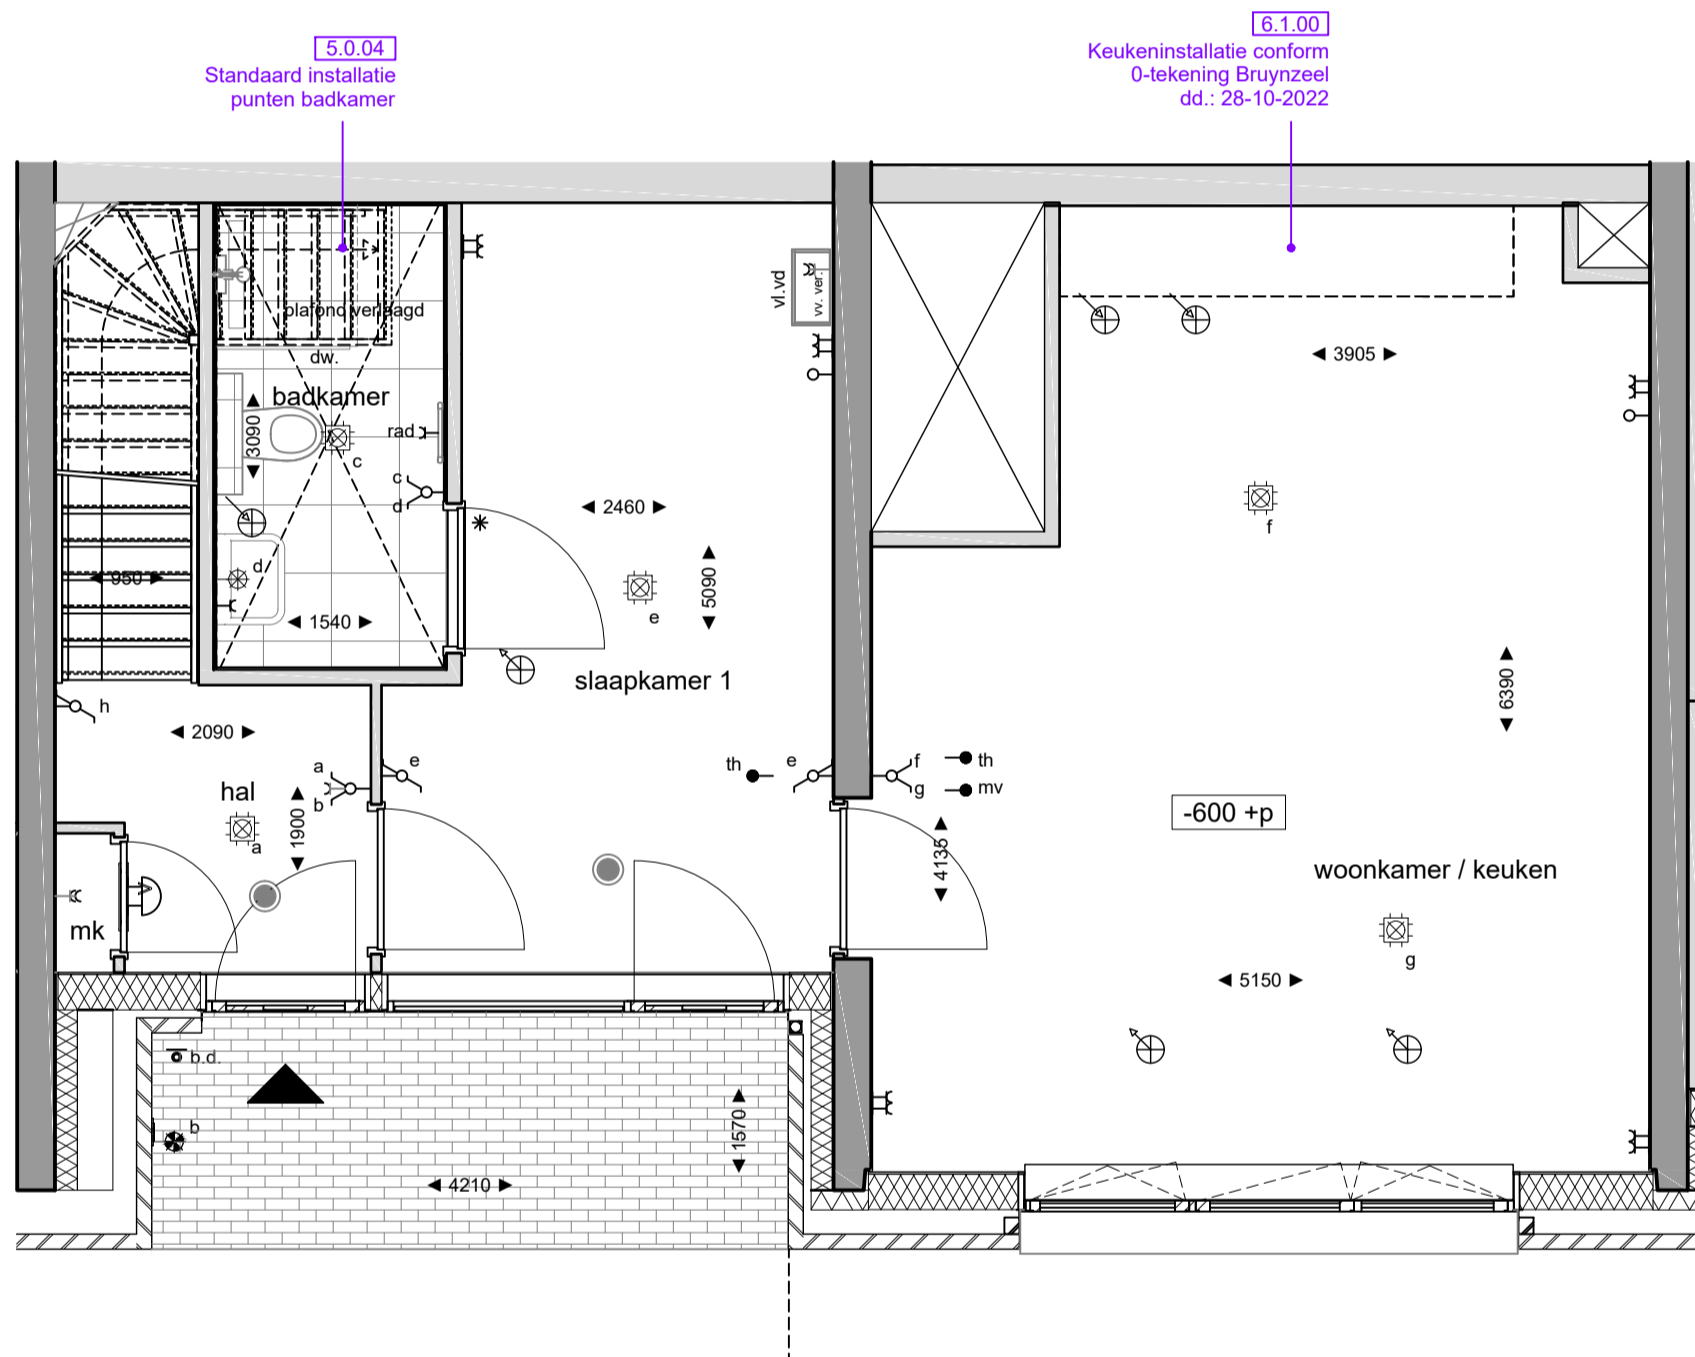 5.0.04
Standaard installatie
punten badkamer
6.1.00
Keukeninstallatie conform
0-tekening Bruynzeel
dd.: 28-10-2022
vl.vd
vv. ver.
plafond verlaagd
dw.
badkamer
3090
rad
c
c
d
d
950
1540
3905
2460
5090
e
f
slaapkamer 1
6390
h
2090
a
b
e
th
e
f
g
th
mv
hal
1900
a
-600 +p
4135
woonkamer / keuken
mk
g
5150
b.d.
b
1570
4210